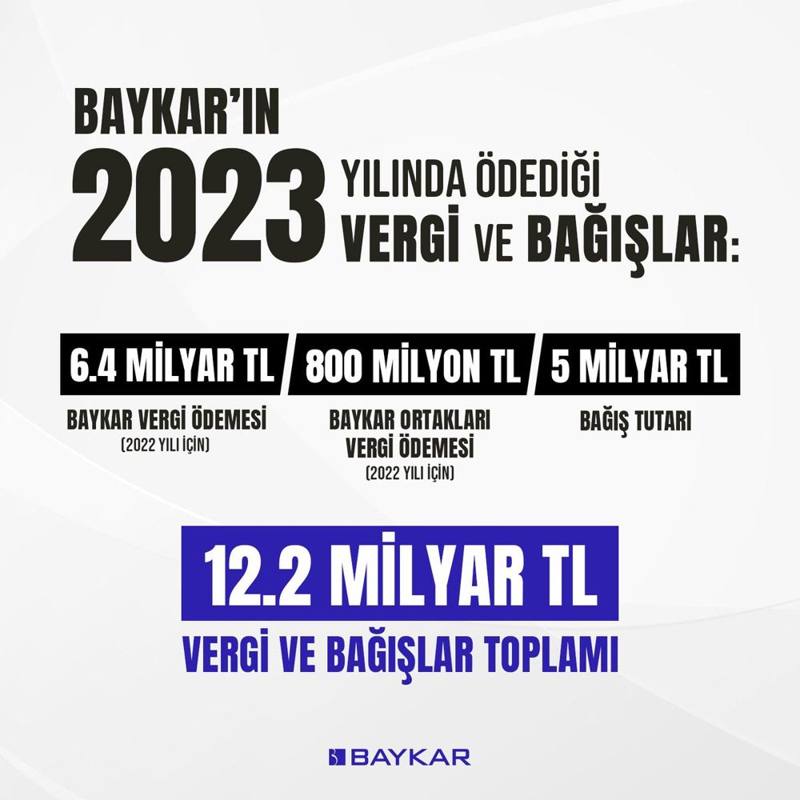 BAYKAR'IN
2023 YILINDA ÖDEDİĞİ
VERGİ VE BAĞIŞLAR:
6.4 MİLYAR TL
BAYKAR VERGİ ÖDEMESİ
(2022 YILI İÇİN)
800 MİLYON TL
BAYKAR ORTAKLARI
VERGİ ÖDEMESİ
(2022 YILI İÇİN)
5 MİLYAR TL
BAĞIŞ TUTARI
12.2 MİLYAR TL
VERGİ VE BAĞIŞLAR TOPLAMI
BAYKAR